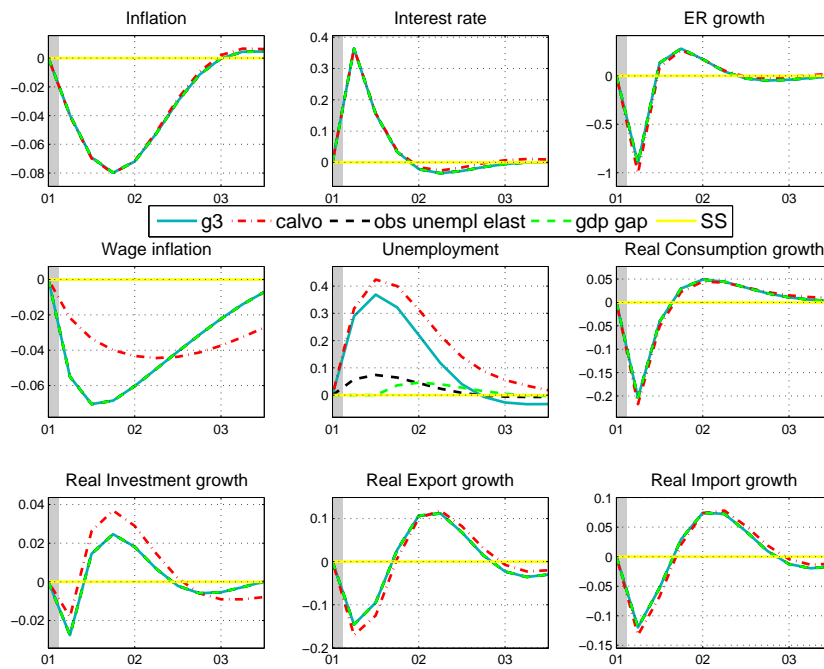 Inflation Interest rate ER growth
0 0.4 0
−0.02 0.3
−0.04 0.2 −0.5
−0.06 0.1
−0.08 0 −1
01 02 03 01 02 03 01 02 03
g3 calvo obs unempl elast gdp gap SS
Wage inflation Unemployment Real Consumption growth
0 0.4 0.05
−0.02 0.3 0
−0.04 0.2 −0.05
−0.06 0.1 −0.1
0 −0.15
−0.2
01 02 03 01 02 03 01 02 03
Real Investment growth Real Export growth Real Import growth
0.04 0.1 0.1
0.02 0 0.05
0 −0.1 0
−0.02 −0.2 −0.05
−0.1
−0.15
01 02 03 01 02 03 01 02 03